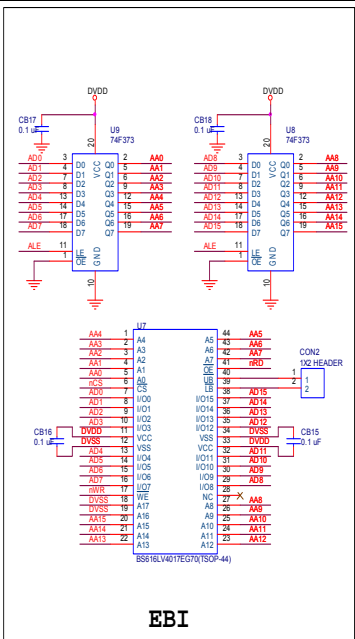 DVDD
DVDD
CB17
0.1 uF
U9
74F373
CB18
0.1 uF
U8
74F373
20
20
AD0 3 D0 VCC Q0 2 AA0
AD1 4 D1 Q1 5 AA1
AD2 7 D2 Q2 6 AA2
AD3 8 D3 Q3 9 AA3
AD4 13 D4 Q4 12 AA4
AD5 14 D5 Q5 15 AA5
AD6 17 D6 Q6 16 AA6
AD7 18 D7 Q7 19 AA7
ALE 11 LE
1 OE GND
10
AD8 3 D0 VCC Q0 2 AA8
AD9 4 D1 Q1 5 AA9
AD10 7 D2 Q2 6 AA10
AD11 8 D3 Q3 9 AA11
AD12 13 D4 Q4 12 AA12
AD13 14 D5 Q5 15 AA13
AD14 17 D6 Q6 16 AA14
AD15 18 D7 Q7 19 AA15
ALE 11 LE
1 OE GND
10
U7
AA4 1 A4 A5 44 AA5
AA3 2 A3 A6 43 AA6
AA2 3 A2 A7 42 AA7
AA1 4 A1 OE 41 nRD
AA0 5 A0 UB 40
nCS 6 CS LB 39
AD0 7 I/O0 I/O15 38 AD15
AD1 8 I/O1 I/O14 37 AD14
AD2 9 I/O2 I/O13 36 AD13
AD3 10 I/O3 I/O12 35 AD12
DVDD 11 VCC VSS 34 DVSS
DVSS 12 VSS VCC 33 DVDD
AD4 13 I/O4 I/O11 32 AD11
AD5 14 I/O5 I/O10 31 AD10
AD6 15 I/O6 I/O9 30 AD9
AD7 16 I/O7 I/O8 29 AD8
nWR 17 WE NC 28
DVSS 18 A17 A8 27 AA8
DVSS 19 A16 A9 26 AA9
AA15 20 A15 A10 25 AA10
AA14 21 A14 A11 24 AA11
AA13 22 A13 A12 23 AA12
BS616LV4017EG70(TSOP-44)
CB16
0.1 uF
CB15
0.1 uF
CON2
1X2 HEADER
1 1
2 2
EBI